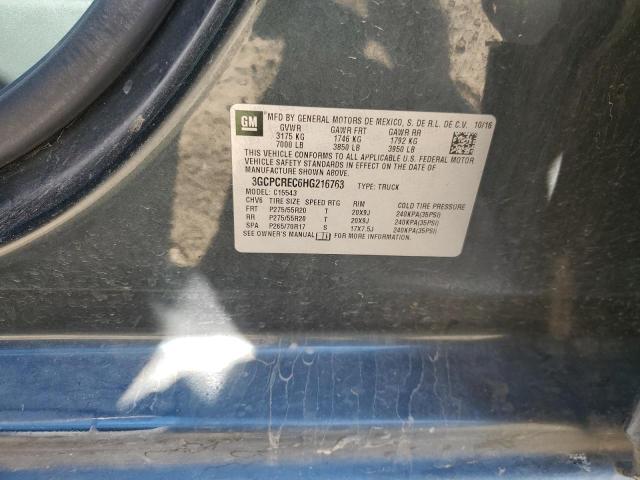 GM
MFD BY GENERAL MOTORS DE MEXICO, S. DE R.L. DE C.V. 10/16
GVWR GAWR FRT GAWR RR
3175 KG 1746 KG 1792 KG
7000 LB 3850 LB 3950 LB
THIS VEHICLE CONFORMS TO ALL APPLICABLE U.S. FEDERAL MOTOR
VEHICLE SAFETY STANDARDS IN EFFECT ON THE DATE OF
MANUFACTURE SHOWN ABOVE.
3GCPCREC6HG216763 TYPE: TRUCK
MODEL: C15543
CHV6 TIRE SIZE SPEED RTG RIM COLD TIRE PRESSURE
FRT P275/55R20 T 20X9J 240KPA(35PSI)
RR P275/55R20 T 20X9J 240KPA(35PSI)
SPA P265/70R17 S 17X7.5J 240KPA(35PSI)
SEE OWNER'S MANUAL FOR MORE INFORMATION.